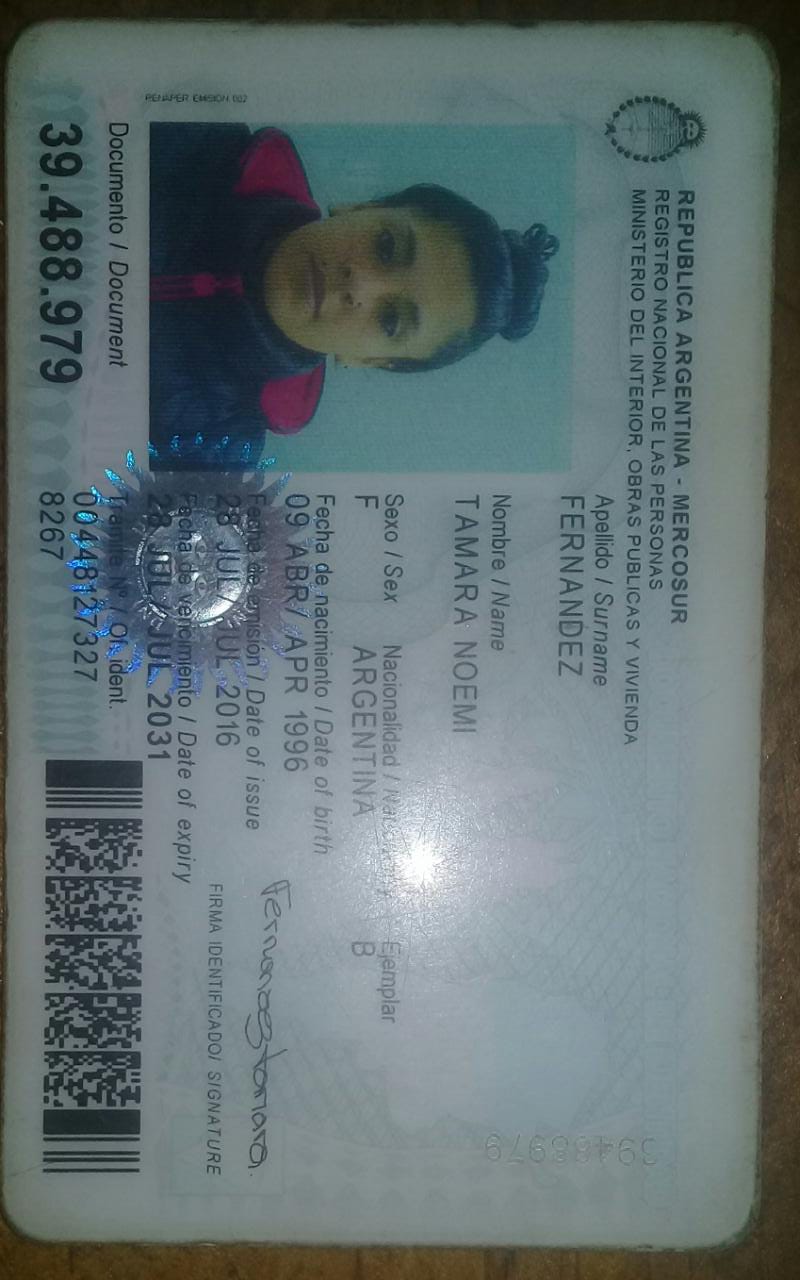 REPUBLICA ARGENTINA - MERCOSUR
REGISTRO NACIONAL DE LAS PERSONAS
MINISTERIO DEL INTERIOR, OBRAS PUBLICAS Y VIVIENDA
Apellido / Surname
FERNANDEZ
Nombre / Name
TAMARA NOEMI
Sexo / Sex Nacionalidad / Ejemplar
F ARGENTINA B
Fecha de nacimiento / Date of birth
09 ABR/ APR 1996
Fecha de emisión / Date of issue
28 JUL/ JUL 2016
Fecha de vencimiento / Date of expiry
28 JUL/ JUL 2031
Trámite Nº / Of. ident.
00448127327
8267
RENAPER EMISION 002
Documento / Document
39.488.979
Fernandez Tamara.
FIRMA IDENTIFICADO/ SIGNATURE
39488979